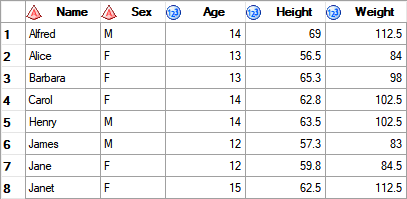 Name Sex Age Height Weight
1 Alfred M 14 69 112.5
2 Alice F 13 56.5 84
3 Barbara F 13 65.3 98
4 Carol F 14 62.8 102.5
5 Henry M 14 63.5 102.5
6 James M 12 57.3 83
7 Jane F 12 59.8 84.5
8 Janet F 15 62.5 112.5